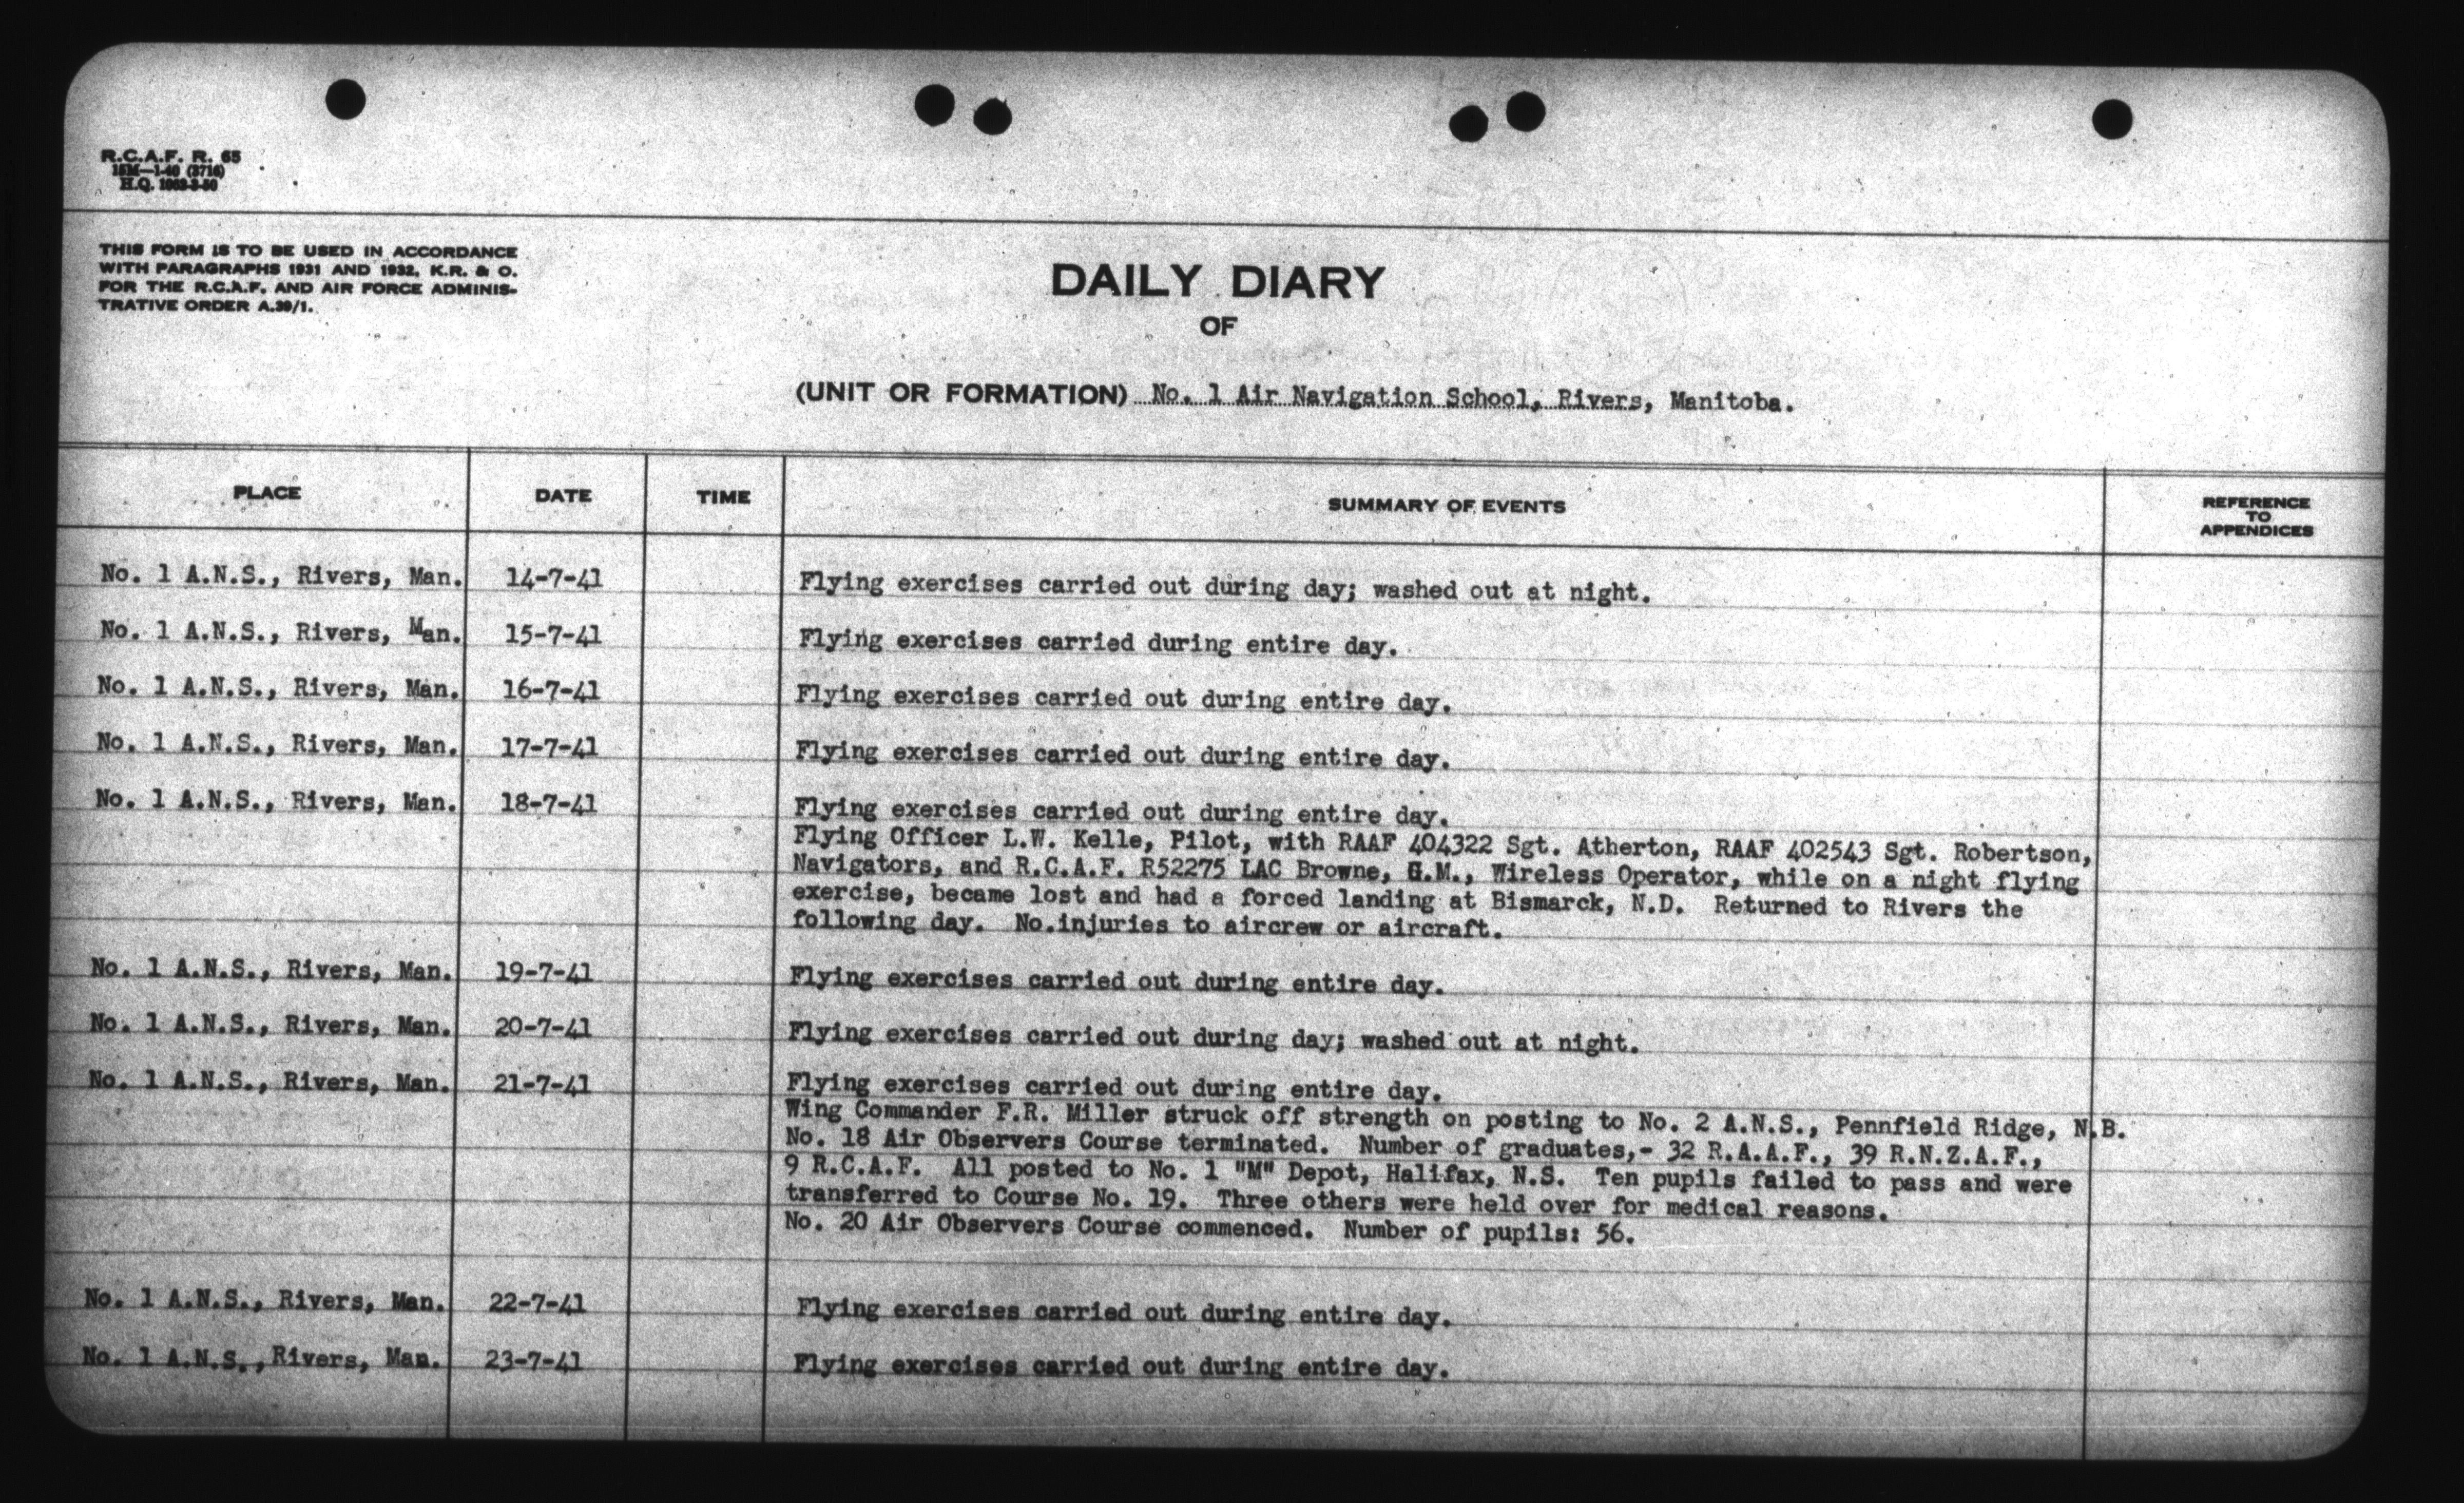 R.C.A.F. R. 65
15M—1-40 (3716)
H.Q. 1062-3-50
THIS FORM IS TO BE USED IN ACCORDANCE
WITH PARAGRAPHS 1931 AND 1932, K.R. & O.
FOR THE R.C.A.F. AND AIR FORCE ADMINIS-
TRATIVE ORDER A.39/1.
DAILY DIARY
OF
(UNIT OR FORMATION) No. 1 Air Navigation School, Rivers, Manitoba.
PLACE DATE TIME SUMMARY OF EVENTS REFERENCE TO APPENDICES
No. 1 A.N.S., Rivers, Man. 14-7-41 Flying exercises carried out during day; washed out at night.
No. 1 A.N.S., Rivers, Man. 15-7-41 Flying exercises carried during entire day.
No. 1 A.N.S., Rivers, Man. 16-7-41 Flying exercises carried out during entire day.
No. 1 A.N.S., Rivers, Man. 17-7-41 Flying exercises carried out during entire day.
No. 1 A.N.S., Rivers, Man. 18-7-41 Flying exercises carried out during entire day.
Flying Officer L.W. Kelle, Pilot, with RAAF 404322 Sgt. Atherton, RAAF 402543 Sgt. Robertson,
Navigators, and R.C.A.F. R52275 LAC Browne, G.M., Wireless Operator, while on a night flying
exercise, became lost and had a forced landing at Bismarck, N.D. Returned to Rivers the
following day. No.injuries to aircrew or aircraft.
No. 1 A.N.S., Rivers, Man. 19-7-41 Flying exercises carried out during entire day.
No. 1 A.N.S., Rivers, Man. 20-7-41 Flying exercises carried out during day; washed out at night.
No. 1 A.N.S., Rivers, Man. 21-7-41 Flying exercises carried out during entire day.
Wing Commander F.R. Miller struck off strength on posting to No. 2 A.N.S., Pennfield Ridge, N.B.
No. 18 Air Observers Course terminated. Number of graduates,- 32 R.A.A.F., 39 R.N.Z.A.F.,
9 R.C.A.F. All posted to No. 1 "M" Depot, Halifax, N.S. Ten pupils failed to pass and were
transferred to Course No. 19. Three others were held over for medical reasons.
No. 20 Air Observers Course commenced. Number of pupils: 56.
No. 1 A.N.S., Rivers, Man. 22-7-41 Flying exercises carried out during entire day.
No. 1 A.N.S., Rivers, Man. 23-7-41 Flying exercises carried out during entire day.